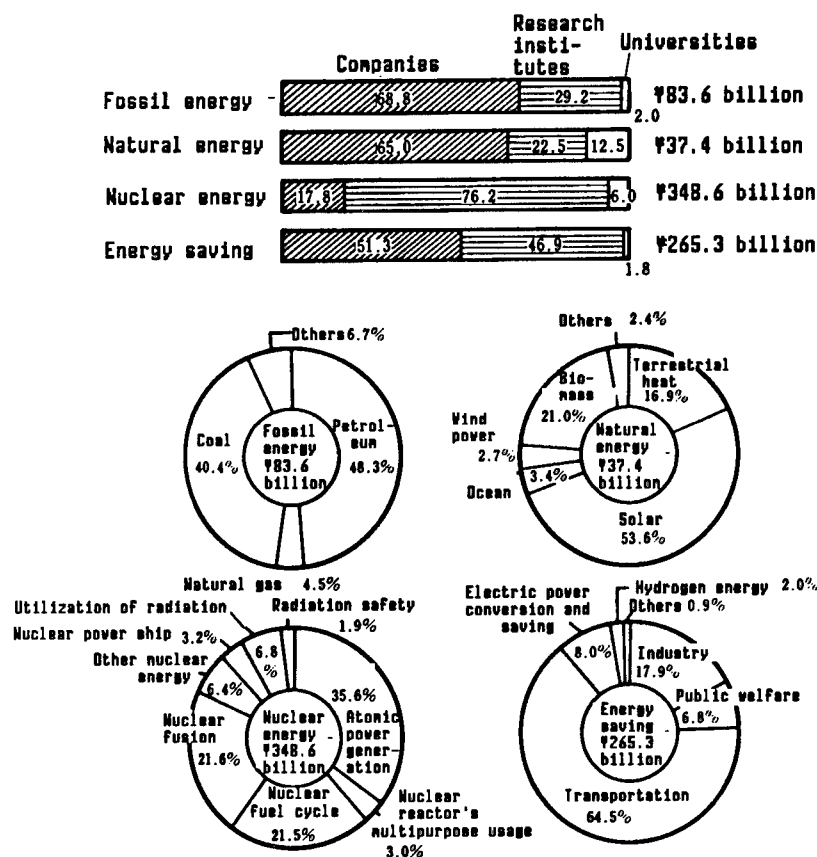 Research
insti-
tutes
Companies
Universities
Fossil energy
68.8
29.2
2.0
¥83.6 billion
Natural energy
65.0
22.5
12.5
¥37.4 billion
Nuclear energy
17.8
76.2
6.0
¥348.6 billion
Energy saving
51.3
46.9
1.8
¥265.3 billion
Others 6.7%
Coal
40.4%
Fossil
energy
¥83.6
billion
Petrol-
eum
48.3%
Natural gas 4.5%
Others 2.4%
Terrestrial
heat
16.9%
Bio-
mass
21.0%
Wind
power
2.7%
3.4%
Ocean
Natural
energy
¥37.4
billion
Solar
53.6%
Utilization of radiation
Radiation safety
1.9%
Nuclear power ship
3.2%
6.8
%
Other nuclear
energy
6.4%
35.6%
Atomic
power
gener-
ation
Nuclear
fusion
21.6%
Nuclear
energy
¥348.6
billion
Nuclear
fuel cycle
21.5%
Nuclear
reactor's
multipurpose usage
3.0%
Electric power
conversion and
saving
8.0%
Hydrogen energy 2.0%
Others 0.9%
Industry
17.9%
Public welfare
6.8%
Energy
saving
¥265.3
billion
Transportation
64.5%